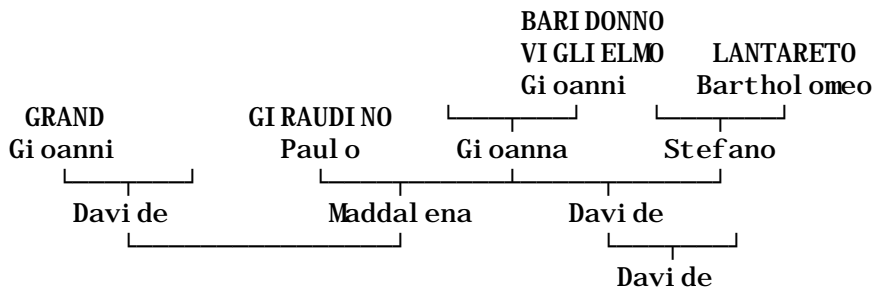 BARIDONNO
VIGLIELMO LANTARETO
Gioanni Bartholomeo
GRAND GIRAUDINO
Gioanni Paulo Gioanna Stefano
Davide Maddalena Davide
Davide